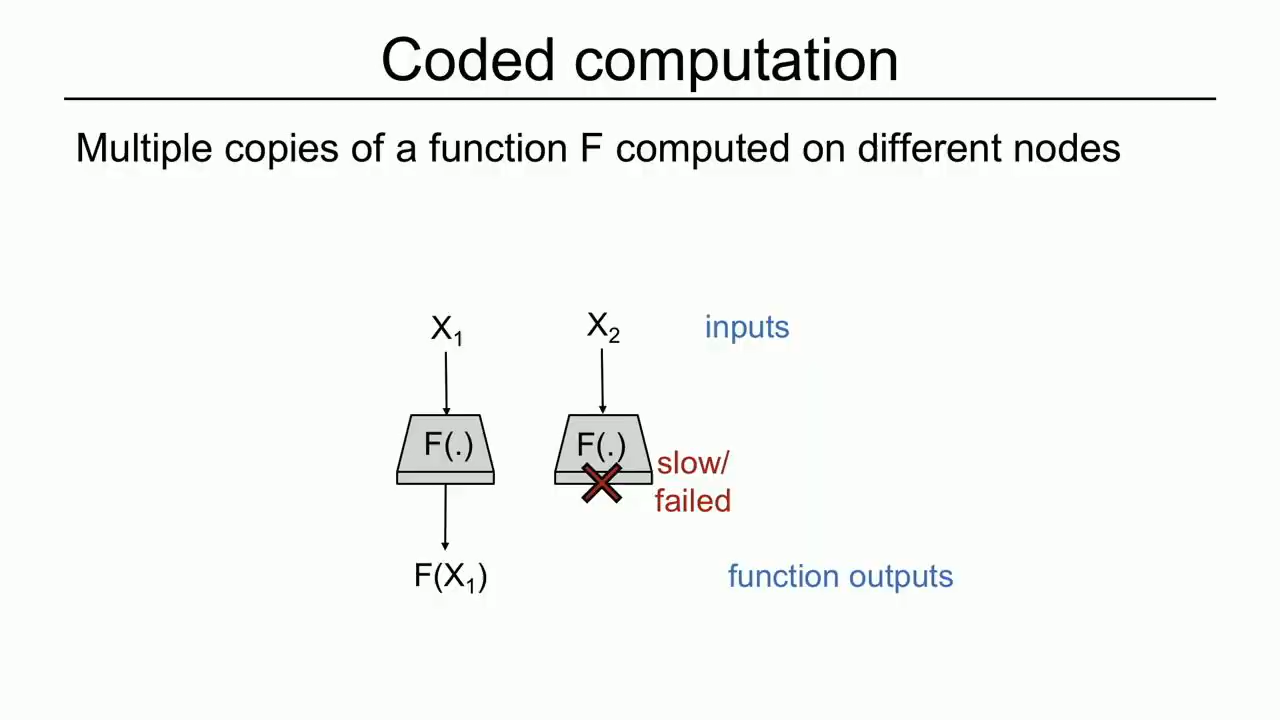 Coded computation
Multiple copies of a function F computed on different nodes
X₁ X₂ inputs
F(.) F(.) slow/
failed
F(X₁) function outputs